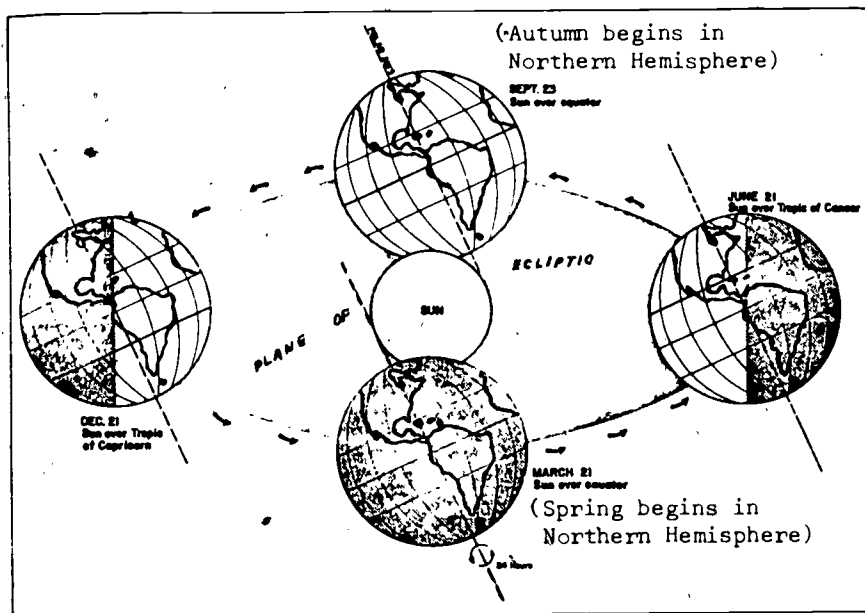 (Autumn begins in
Northern Hemisphere)
SEPT. 23
Sun over equator
JUNE 21
Sun over Tropic of Cancer
ECLIPTIC
SUN
PLANE OF
DEC. 21
Sun over Tropic
of Capricorn
MARCH 21
Sun over equator
(Spring begins in
Northern Hemisphere)
24 Hours